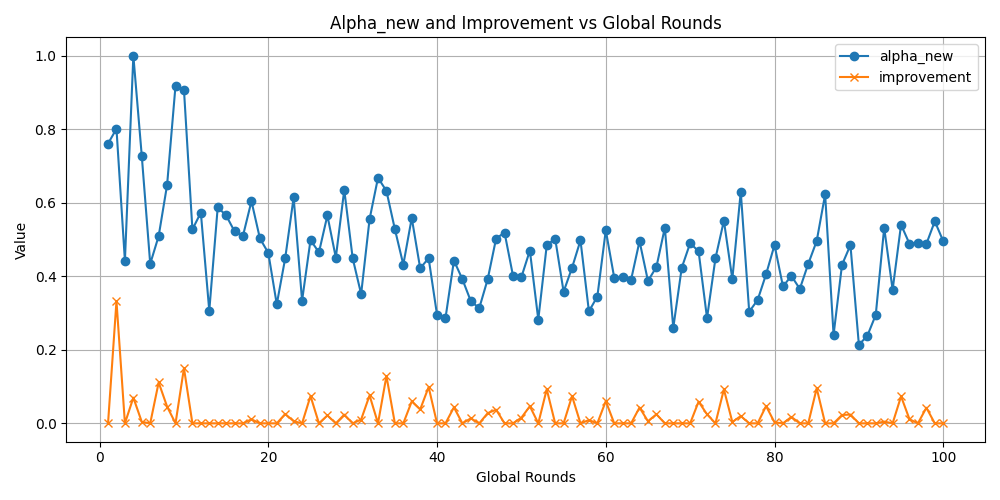 Alpha_new and Improvement vs Global Rounds
alpha_new
improvement
Value
1.0
0.8
0.6
0.4
0.2
0.0
0 20 40 60 80 100
Global Rounds